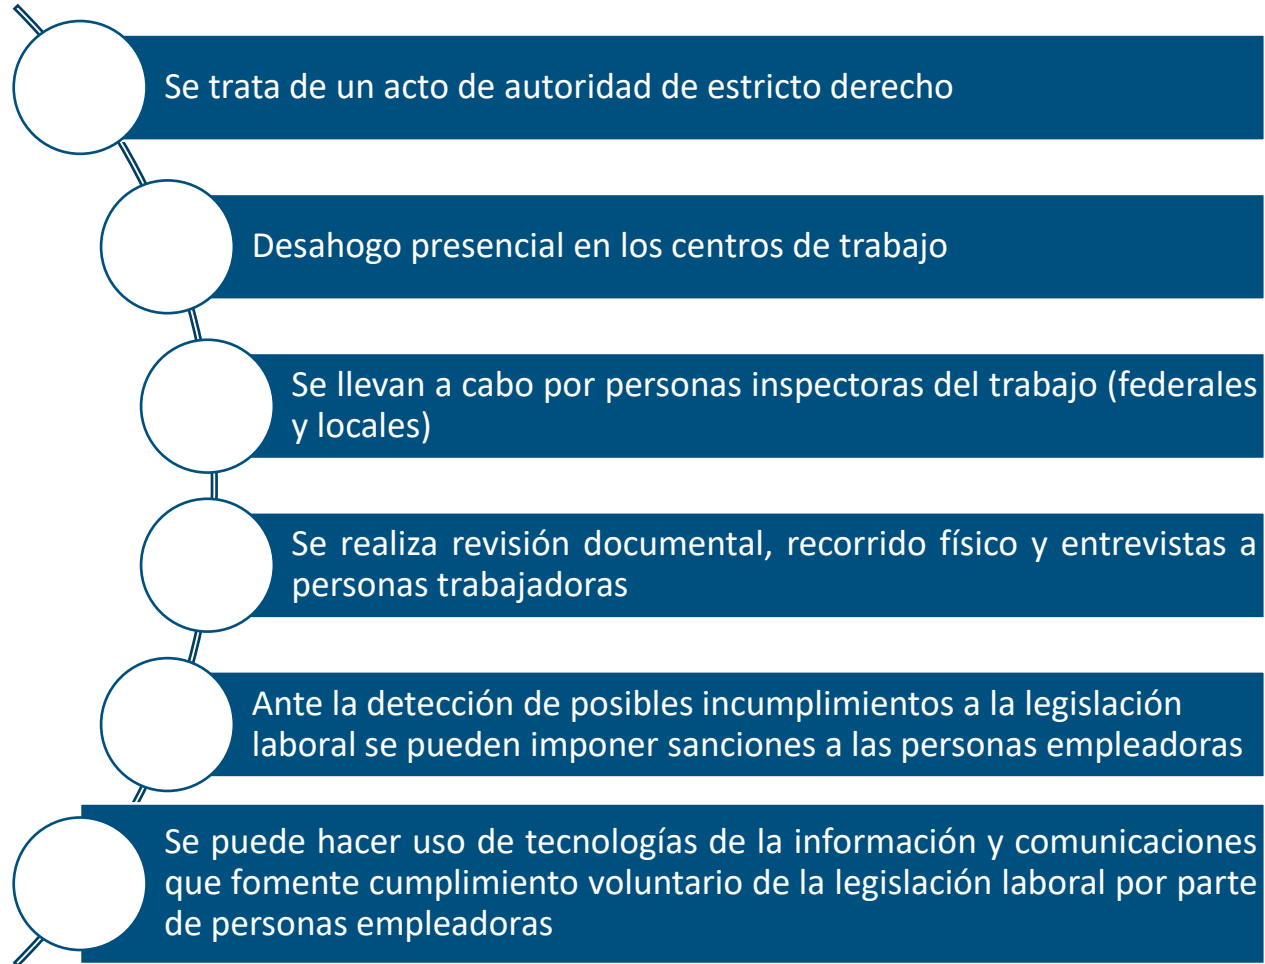 Se trata de un acto de autoridad de estricto derecho
Desahogo presencial en los centros de trabajo
Se llevan a cabo por personas inspectoras del trabajo (federales
y locales)
Se realiza revisión documental, recorrido físico y entrevistas a
personas trabajadoras
Ante la detección de posibles incumplimientos a la legislación
laboral se pueden imponer sanciones a las personas empleadoras
Se puede hacer uso de tecnologías de la información y comunicaciones
que fomente cumplimiento voluntario de la legislación laboral por parte
de personas empleadoras